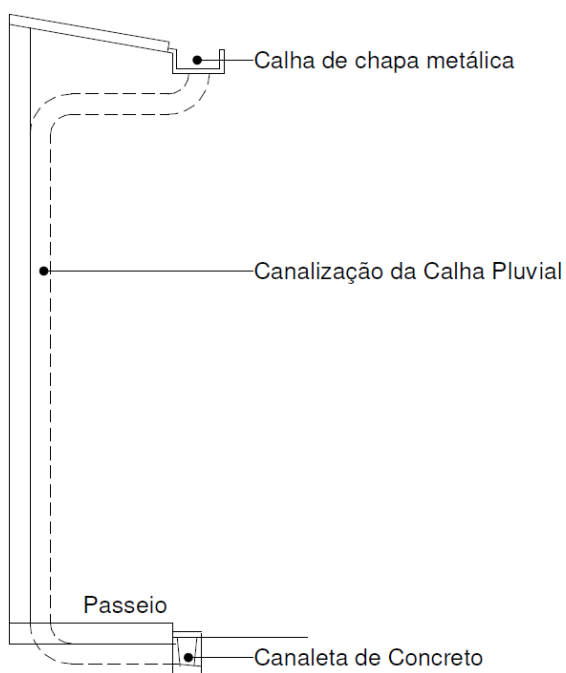 Calha de chapa metálica
Canalização da Calha Pluvial
Passeio
Canaleta de Concreto